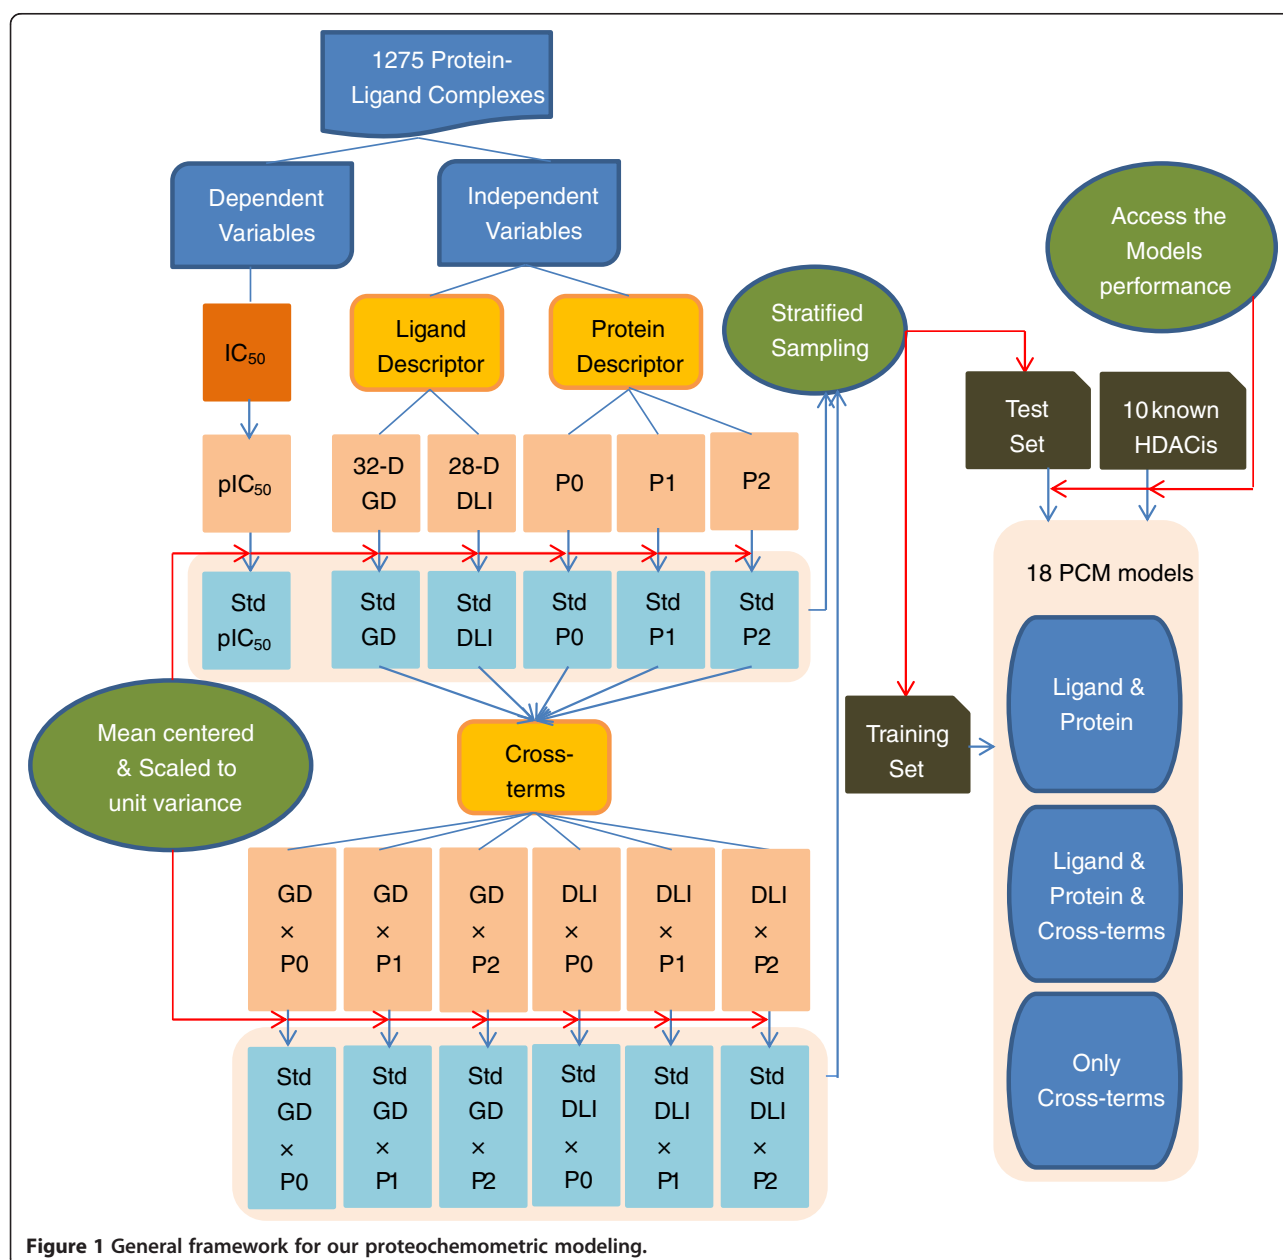 1275 Protein-
Ligand Complexes
Dependent
Variables
Independent
Variables
Access the
Models
performance
IC50
Ligand
Descriptor
Protein
Descriptor
Stratified
Sampling
Test
Set
10 known
HDACis
pIC50
32-D
GD
28-D
DLI
P0
P1
P2
Std
pIC50
Std
GD
Std
DLI
Std
P0
Std
P1
Std
P2
18 PCM models
Ligand &
Protein
Mean centered
& Scaled to
unit variance
Cross-
terms
Training
Set
GD
×
P0
GD
×
P1
GD
×
P2
DLI
×
P0
DLI
×
P1
DLI
×
P2
Ligand &
Protein &
Cross-terms
Std
GD
×
P0
Std
GD
×
P1
Std
GD
×
P2
Std
DLI
×
P0
Std
DLI
×
P1
Std
DLI
×
P2
Only
Cross-terms
Figure 1 General framework for our proteochemometric modeling.